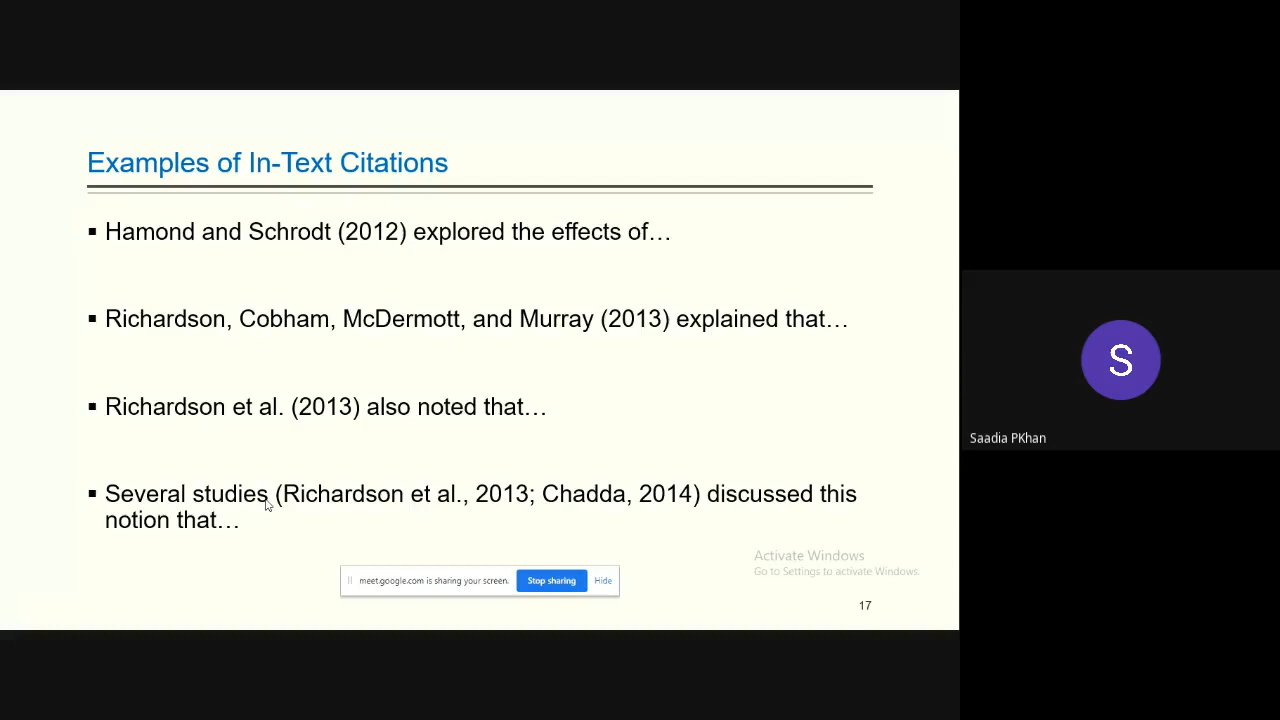 Examples of In-Text Citations
▪ Hamond and Schrodt (2012) explored the effects of…
▪ Richardson, Cobham, McDermott, and Murray (2013) explained that…
▪ Richardson et al. (2013) also noted that…
▪ Several studies (Richardson et al., 2013; Chadda, 2014) discussed this
notion that…
Activate Windows
Go to Settings to activate Windows.
meet.google.com is sharing your screen.
Stop sharing
Hide
17
S
Saadia PKhan